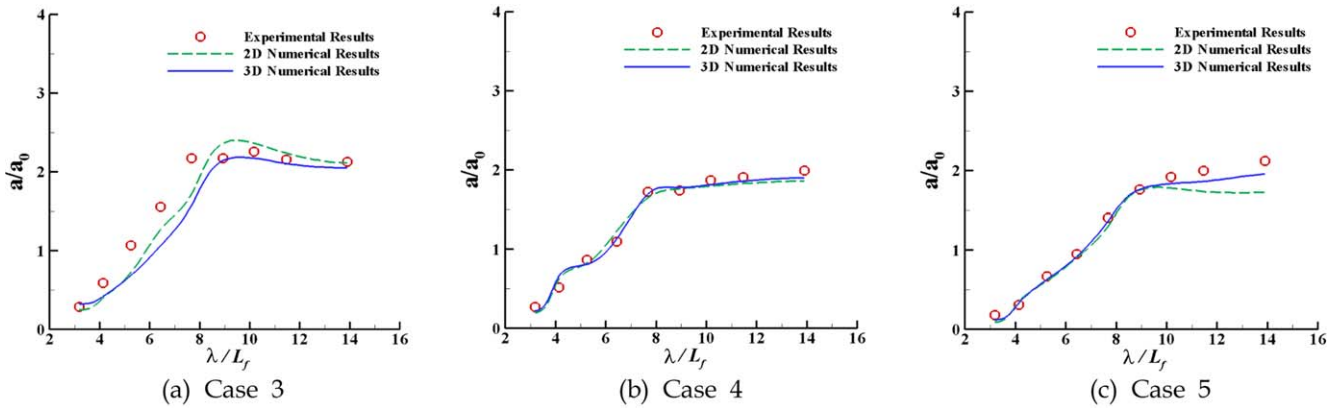 Experimental Results
2D Numerical Results
3D Numerical Results
a/a0
4
3
2
1
0
2 4 6 8 10 12 14 16
λ/Lf
(a) Case 3
Experimental Results
2D Numerical Results
3D Numerical Results
a/a0
4
3
2
1
0
2 4 6 8 10 12 14 16
λ/Lf
(b) Case 4
Experimental Results
2D Numerical Results
3D Numerical Results
a/a0
4
3
2
1
0
2 4 6 8 10 12 14 16
λ/Lf
(c) Case 5